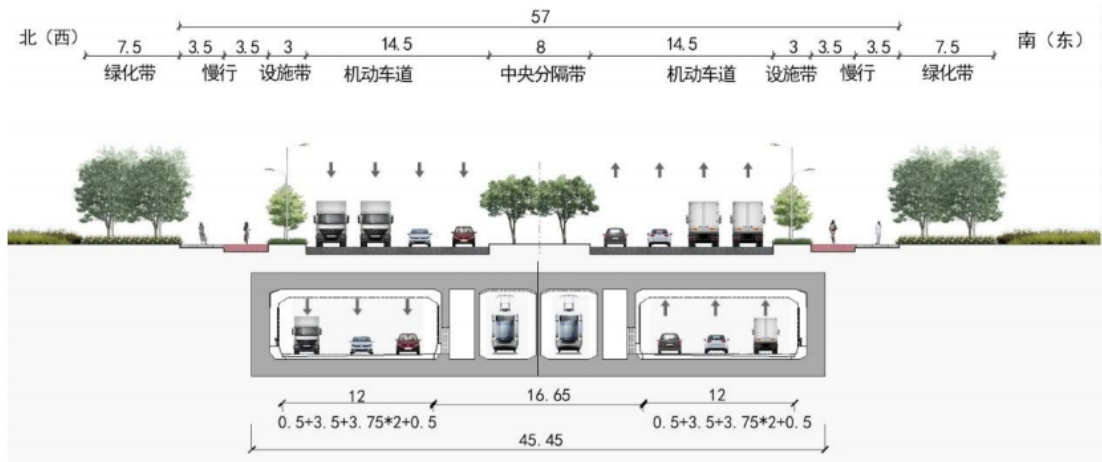 57
北（西）
南（东）
7.5 3.5 3.5 3 14.5 8 14.5 3 3.5 3.5 7.5
绿化带 慢行 设施带 机动车道 中央分隔带 机动车道 设施带 慢行 绿化带
12 16.65 12
0.5+3.5+3.75*2+0.5 0.5+3.5+3.75*2+0.5
45.45